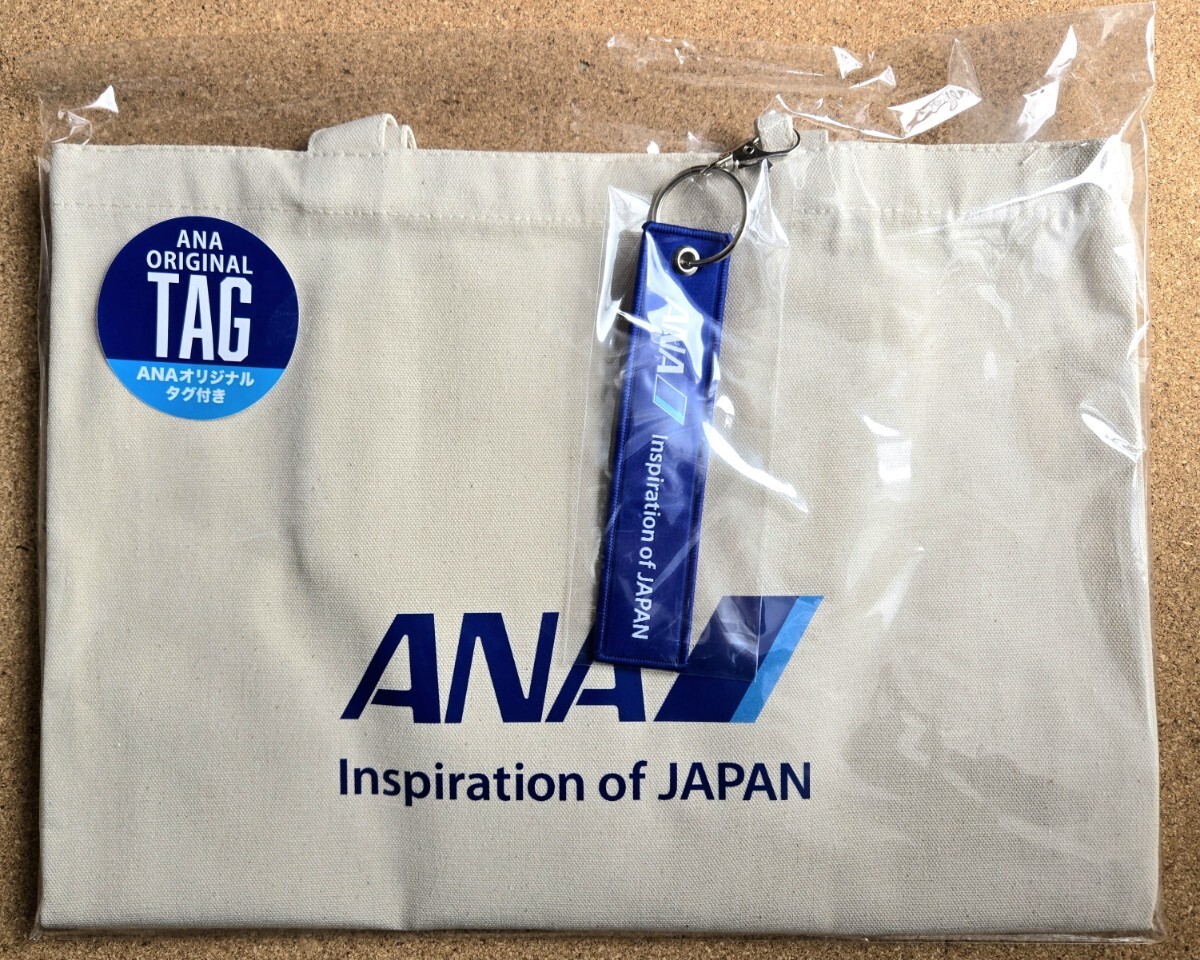 ANA
ORIGINAL
TAG
ANAオリジナル
タグ付き
ANA
Inspiration of JAPAN
ANA
Inspiration of JAPAN